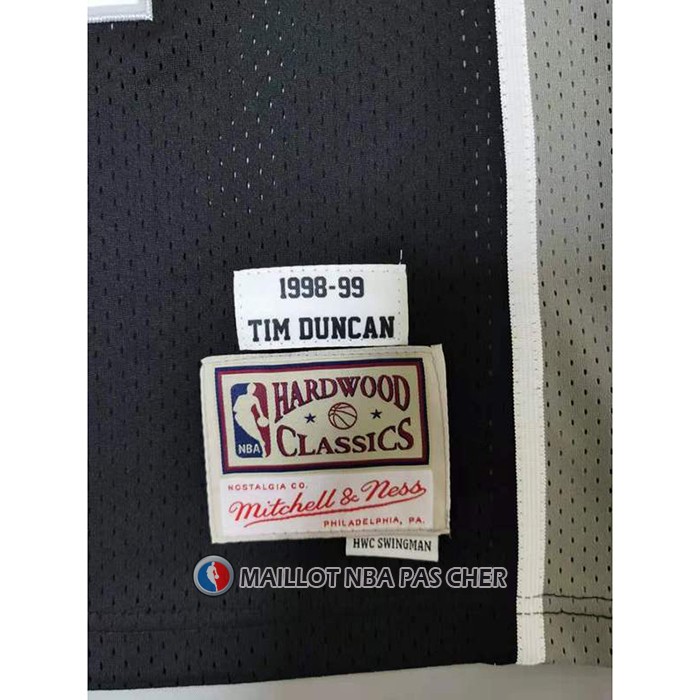 1998-99
TIM DUNCAN
HARDWOOD
CLASSICS
NBA
NOSTALGIA CO.
Mitchell & Ness
PHILADELPHIA, PA.
HWC SWINGMAN
MAILLOT NBA PAS CHER